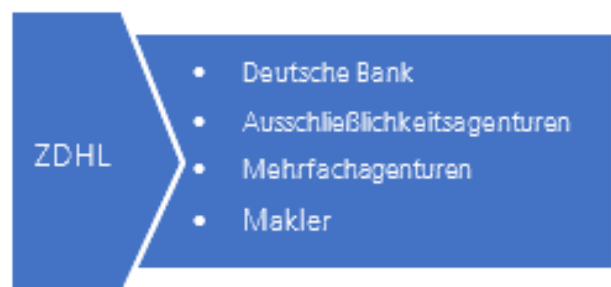 ZDHL
• Deutsche Bank
• Ausschließlichkeitsagenturen
• Mehrfachagenturen
• Makler